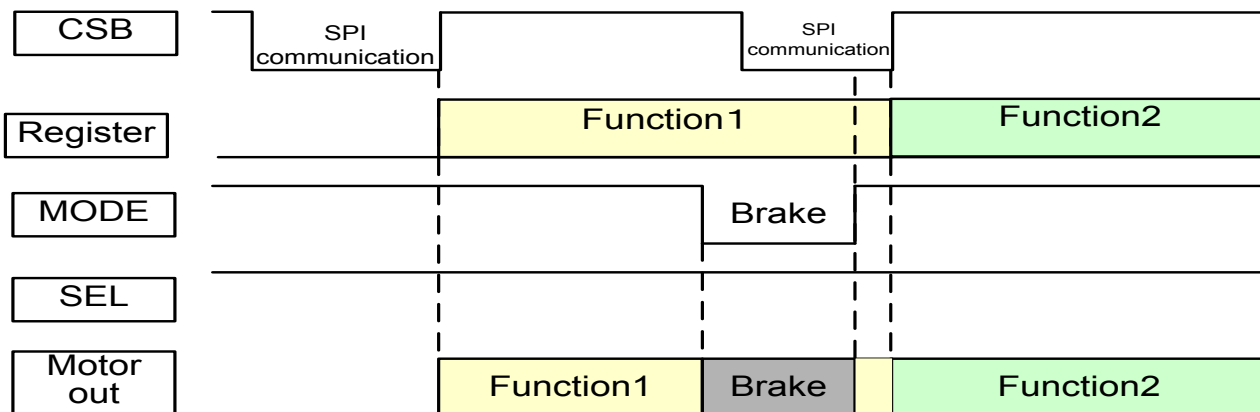 CSB
SPI
communication
SPI
communication
Register
Function1
Function2
MODE
Brake
SEL
Motor
out
Function1
Brake
Function2